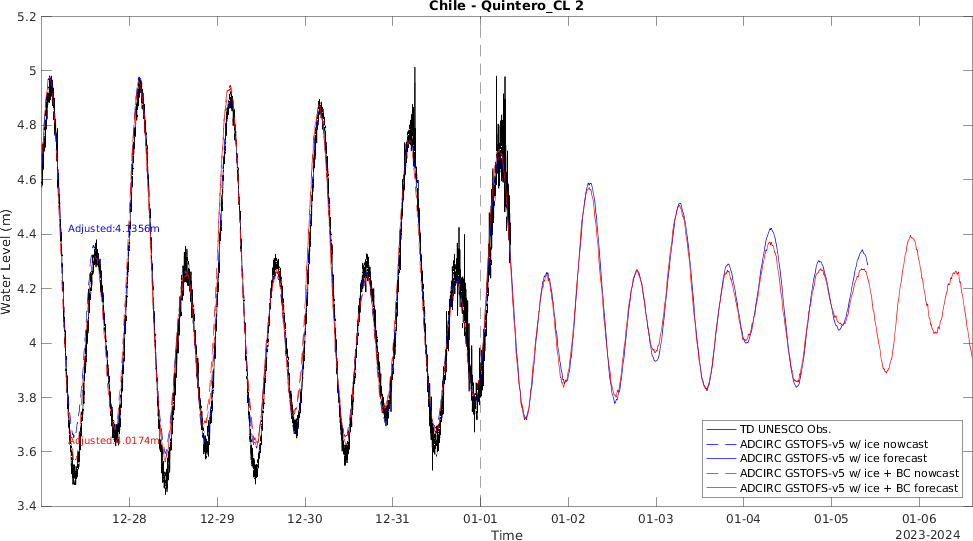 Chile - Quintero_CL 2
5.2
5
4.8
4.6
4.4
4.2
4
3.8
3.6
3.4
Water Level (m)
Adjusted:4.1356m
TD UNESCO Obs.
ADCIRC GSTOFS-v5 w/ ice nowcast
ADCIRC GSTOFS-v5 w/ ice forecast
ADCIRC GSTOFS-v5 w/ ice + BC nowcast
ADCIRC GSTOFS-v5 w/ ice + BC forecast
12-28
12-29
12-30
12-31
01-01
01-02
01-03
01-04
01-05
01-06
Time
2023-2024